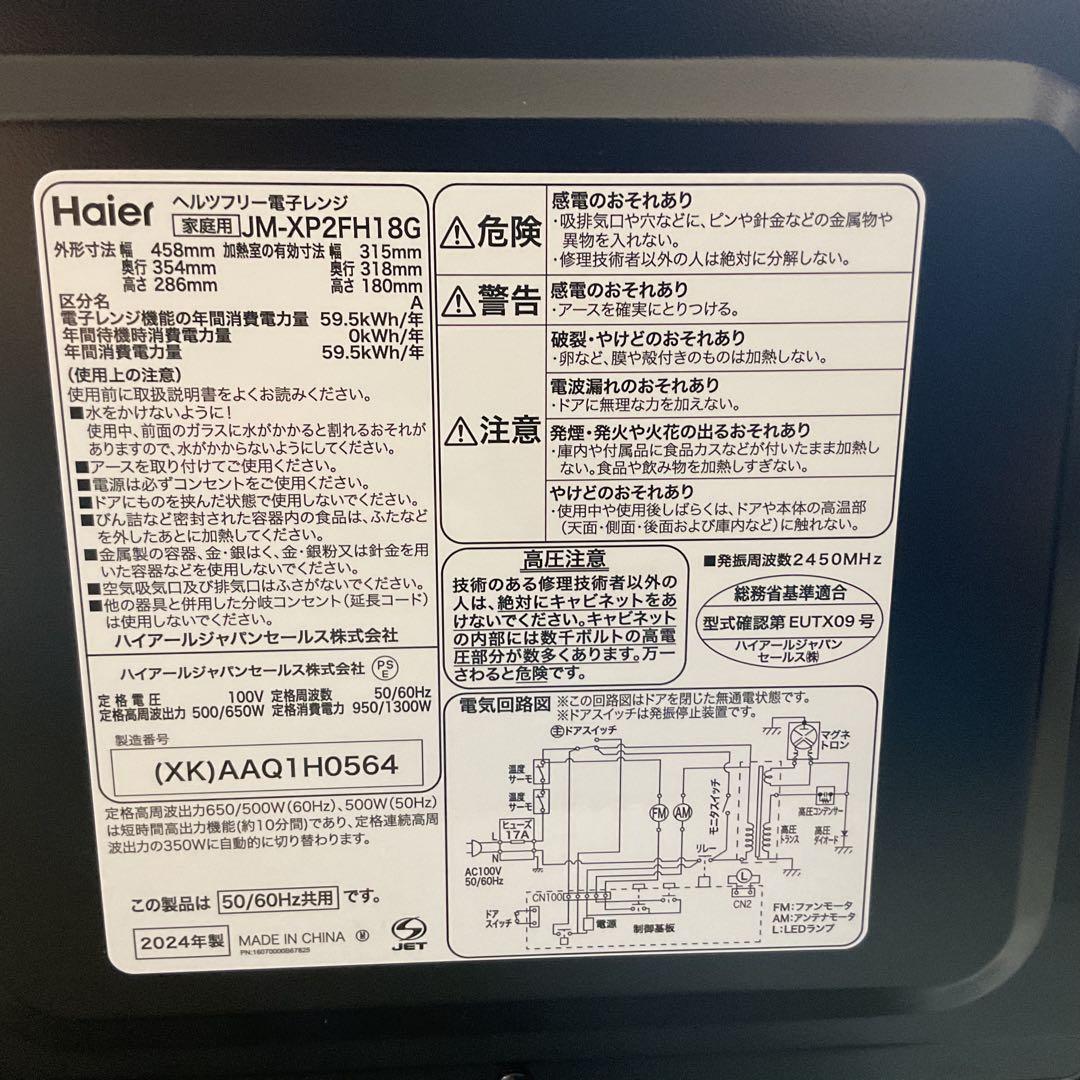 Haier
ヘルツフリー電子レンジ
家庭用 JM-XP2FH18G
外形寸法 幅 458mm 加熱室の有効寸法 幅 315mm
奥行 354mm 奥行 318mm
高さ 286mm 高さ 180mm
区分名 A
電子レンジ機能の年間消費電力量 59.5kWh/年
年間待機時消費電力量 0kWh/年
年間消費電力量 59.5kWh/年
(使用上の注意)
使用前に取扱説明書をよくお読みください。
■水をかけないように!
使用中、前面のガラスに水がかかると割れるおそれが
ありますので、水がかからないようにしてください。
■アースを取り付けてご使用ください。
■電源は必ずコンセントをご使用ください。
■ドアにものを挟んだ状態で使用しないでください。
■びん詰など密封された容器内の食品は、ふたなど
を外したあとに加熱してください。
■金属製の容器、金・銀はく、金・銀粉又は針金を用
いた容器などを使用しないでください。
■空気吸気口及び排気口はふさがないでください。
■他の器具と併用した分岐コンセント(延長コード)
は使用しないでください。
ハイアールジャパンセールス株式会社
ハイアールジャパンセールス株式会社 PSE
定格電圧 100V 定格周波数 50/60Hz
定格高周波出力 500/650W 定格消費電力 950/1300W
製造番号
(XK)AAQ1H0564
定格高周波出力650/500W(60Hz)、500W(50Hz)
は短時間高出力機能(約10分間)であり、定格連続高周
波出力の350Wに自動的に切り替わります。
この製品は 50/60Hz共用 です。
2024年製 MADE IN CHINA Ⓜ
PN:16070000B67825
S
JET
危険
感電のおそれあり
・吸排気口や穴などに、ピンや針金などの金属物や
異物を入れない。
・修理技術者以外の人は絶対に分解しない。
警告
感電のおそれあり
・アースを確実にとりつける。
注意
破裂・やけどのおそれあり
・卵など、膜や殻付きのものは加熱しない。
電波漏れのおそれあり
・ドアに無理な力を加えない。
発煙・発火や火花の出るおそれあり
・庫内や付属品に食品カスなどが付いたまま加熱し
ない。食品や飲み物を加熱しすぎない。
やけどのおそれあり
・使用中や使用後しばらくは、ドアや本体の高温部
(天面・側面・後面および庫内など)に触れない。
高圧注意
技術のある修理技術者以外の
人は、絶対にキャビネットをあ
けないでください。キャビネット
の内部には数千ボルトの高電
圧部分が数多くあります。万一
さわると危険です。
■発振周波数2450MHz
総務省基準適合
型式確認第EUTX09号
ハイアールジャパン
セールス㈱
電気回路図 ※この回路図はドアを閉じた無通電状態です。
※ドアスイッチは発振停止装置です。
主ドアスイッチ
マグネ
トロン
温度
サーモ
温度
サーモ
ヒューズ
17A
L
N
AC100V
50/60Hz
FM
AM
モニタスイッチ
リレー
高圧
トランス
高圧コンデンサー
高圧
ダイオード
L
CN100
CN2
ドア
スイッチ
電源
制御基板
FM:ファンモータ
AM:アンテナモータ
L:LEDランプ